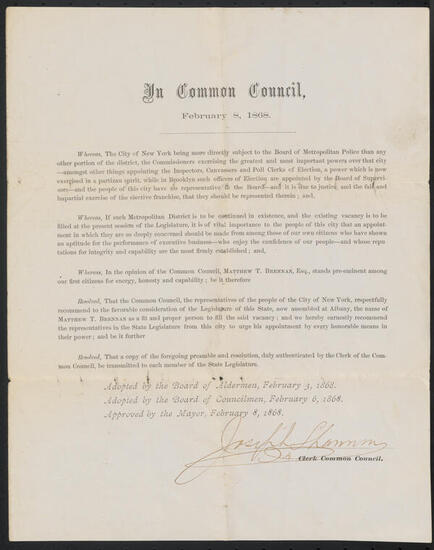 In Common Council,
February 8, 1868.
Whereas, The City of New York being more directly subject to the Board of Metropolitan Police than any
other portion of the district, the Commissioners exercising the greatest and most important powers over that city
—amongst other things appointing the Inspectors, Canvassers and Poll Clerks of Election, a power which is now
exercised in a partizan spirit, while in Brooklyn such officers of Election are appointed by the Board of Supervi-
sors—and the people of this city have no representative in the Board—and it is due to justice, and the fair and
impartial exercise of the elective franchise, that they should be represented therein; and,
Whereas, If such Metropolitan District is to be continued in existence, and the existing vacancy is to be
filled at the present session of the Legislature, it is of vital importance to the people of this city that an appoint-
ment in which they are so deeply concerned should be made from among those of our own citizens who have shown
an aptitude for the performance of executive business—who enjoy the confidence of our people—and whose repu-
tations for integrity and capability are the most firmly established; and,
Whereas, In the opinion of the Common Council, MATTHEW T. BRENNAN, Esq., stands pre-eminent among
our first citizens for energy, honesty and capability; be it therefore
Resolved, That the Common Council, the representatives of the people of the City of New York, respectfully
recommend to the favorable consideration of the Legislature of this State, now assembled at Albany, the name of
MATTHEW T. BRENNAN as a fit and proper person to fill the said vacancy; and we hereby earnestly recommend
the representatives in the State Legislature from this city to urge his appointment by every honorable means in
their power; and be it further
Resolved, That a copy of the foregoing preamble and resolution, duly authenticated by the Clerk of the Com-
mon Council, be transmitted to each member of the State Legislature.
Adopted by the Board of Aldermen, February 3, 1868.
Adopted by the Board of Councilmen, February 6, 1868.
Approved by the Mayor, February 8, 1868.
Joseph Shannon
Clerk Common Council.